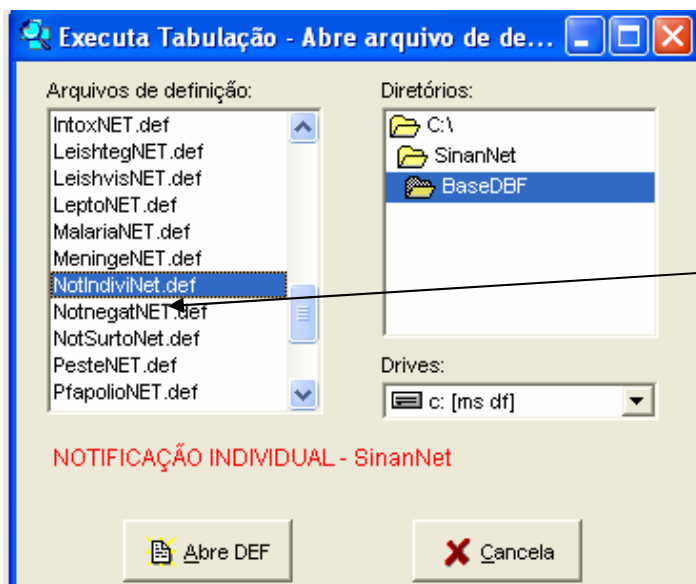 Executa Tabulação - Abre arquivo de de...
Arquivos de definição:
IntoxNET.def
LeishtegNET.def
LeishvisNET.def
LeptoNET.def
MalariaNET.def
MeningeNET.def
NotIndiviNet.def
NotnegatNET.def
NotSurtoNet.def
PesteNET.def
PfapolioNET.def
Diretórios:
C:\
SinanNet
BaseDBF
Drives:
c: [ms df]
NOTIFICAÇÃO INDIVIDUAL - SinanNet
Abre DEF
Cancela